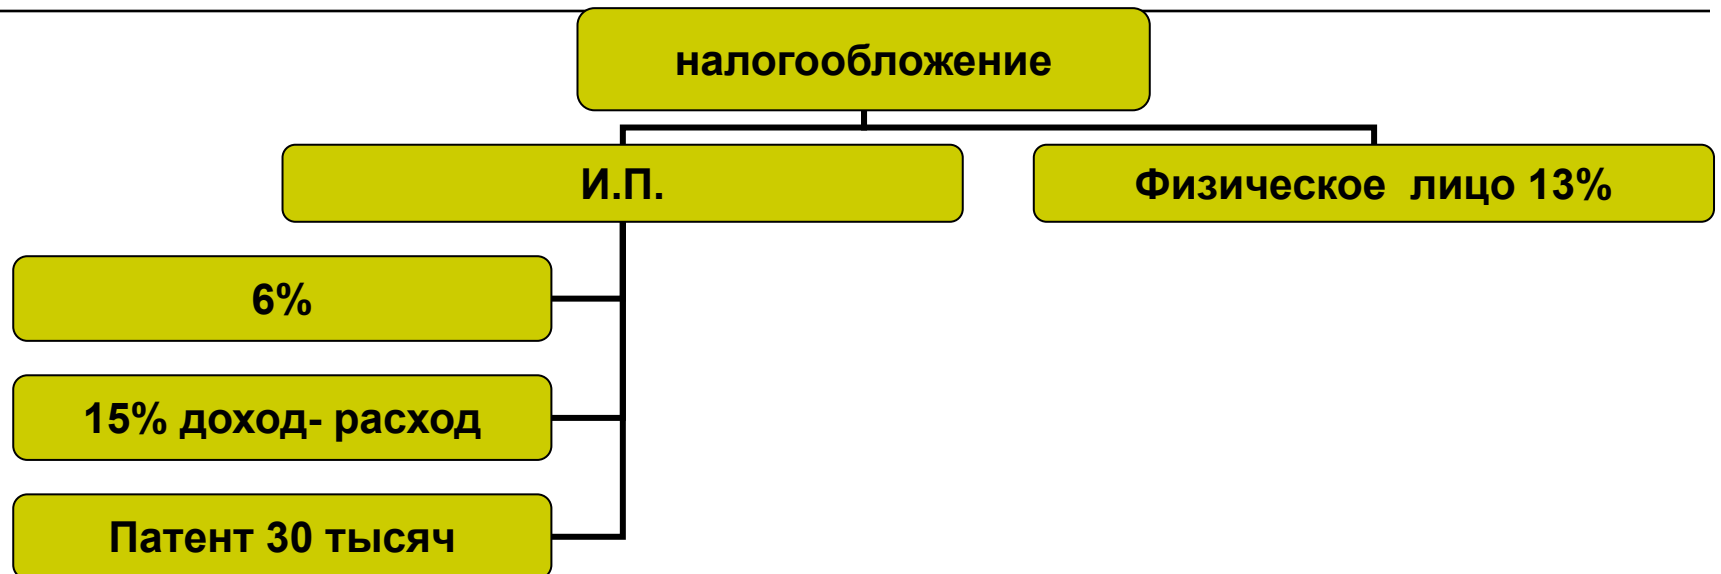 налогообложение
И.П.
Физическое лицо 13%
6%
15% доход- расход
Патент 30 тысяч